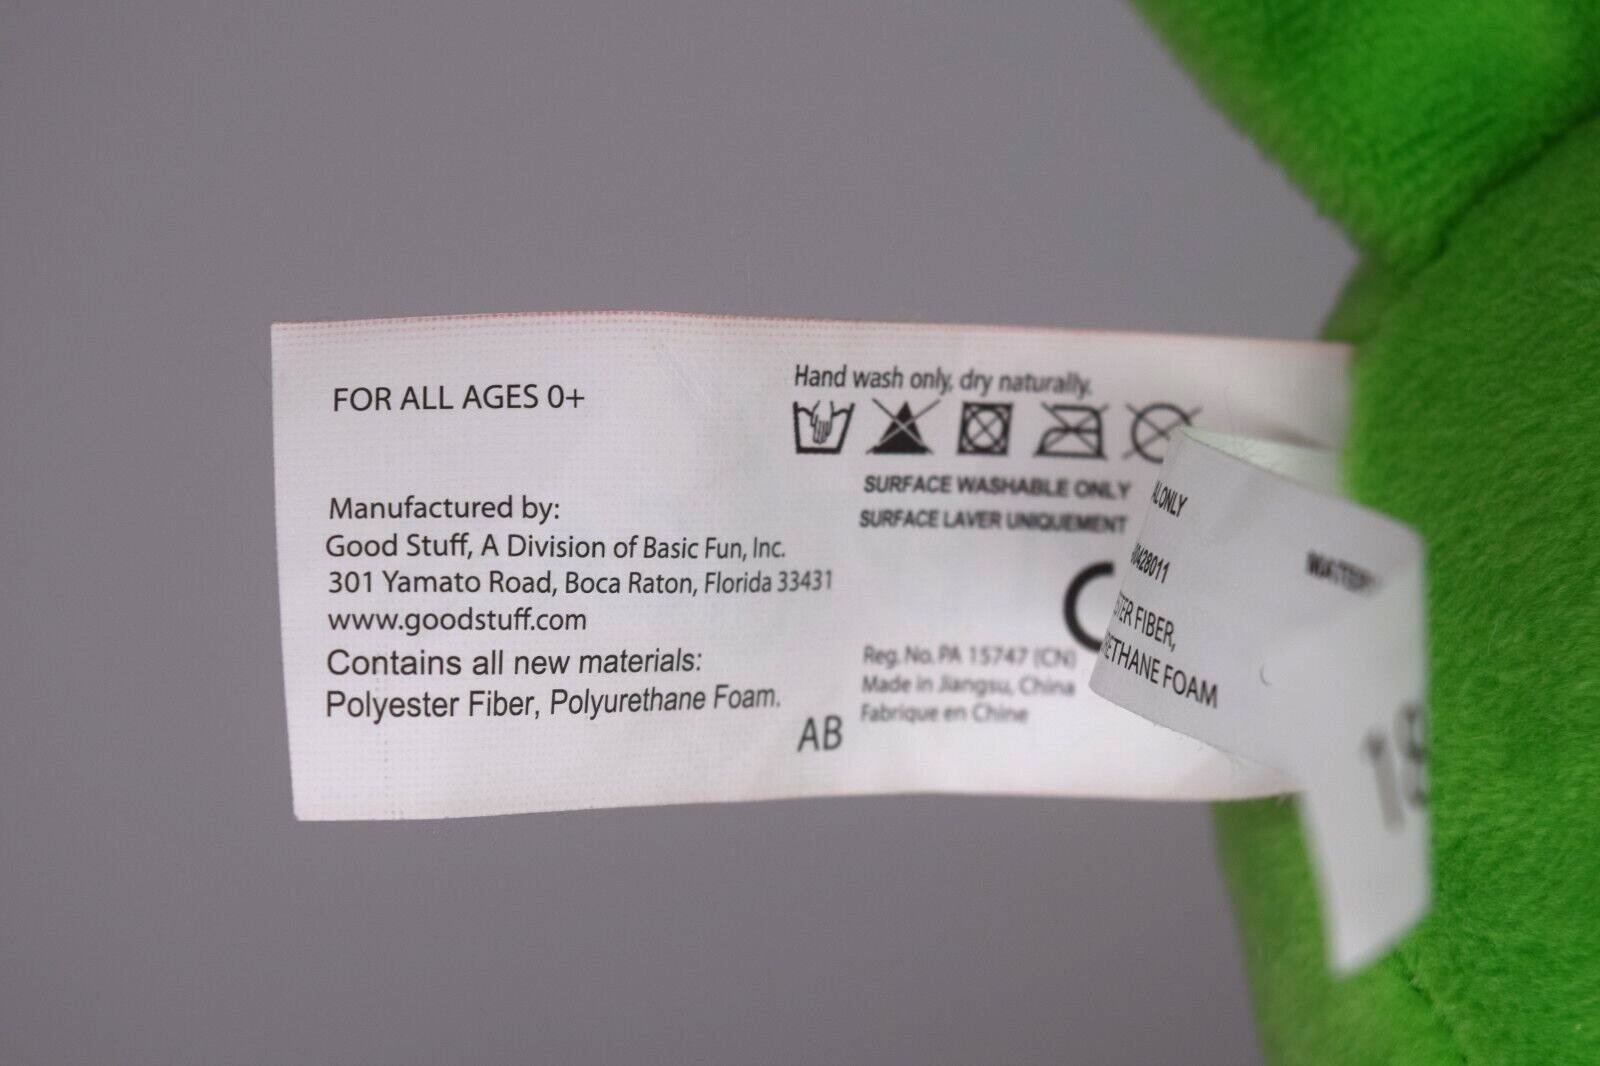 FOR ALL AGES 0+
Manufactured by:
Good Stuff, A Division of Basic Fun, Inc.
301 Yamato Road, Boca Raton, Florida 33431
www.goodstuff.com
Contains all new materials:
Polyester Fiber, Polyurethane Foam.
AB
Hand wash only, dry naturally.
SURFACE WASHABLE ONLY
SURFACE LAVER UNIQUEMENT
Reg. No. PA 15747 (CN)
Made in Jiangsu, China
Fabrique en Chine
ONLY
0428011
FIBER,
FOAM